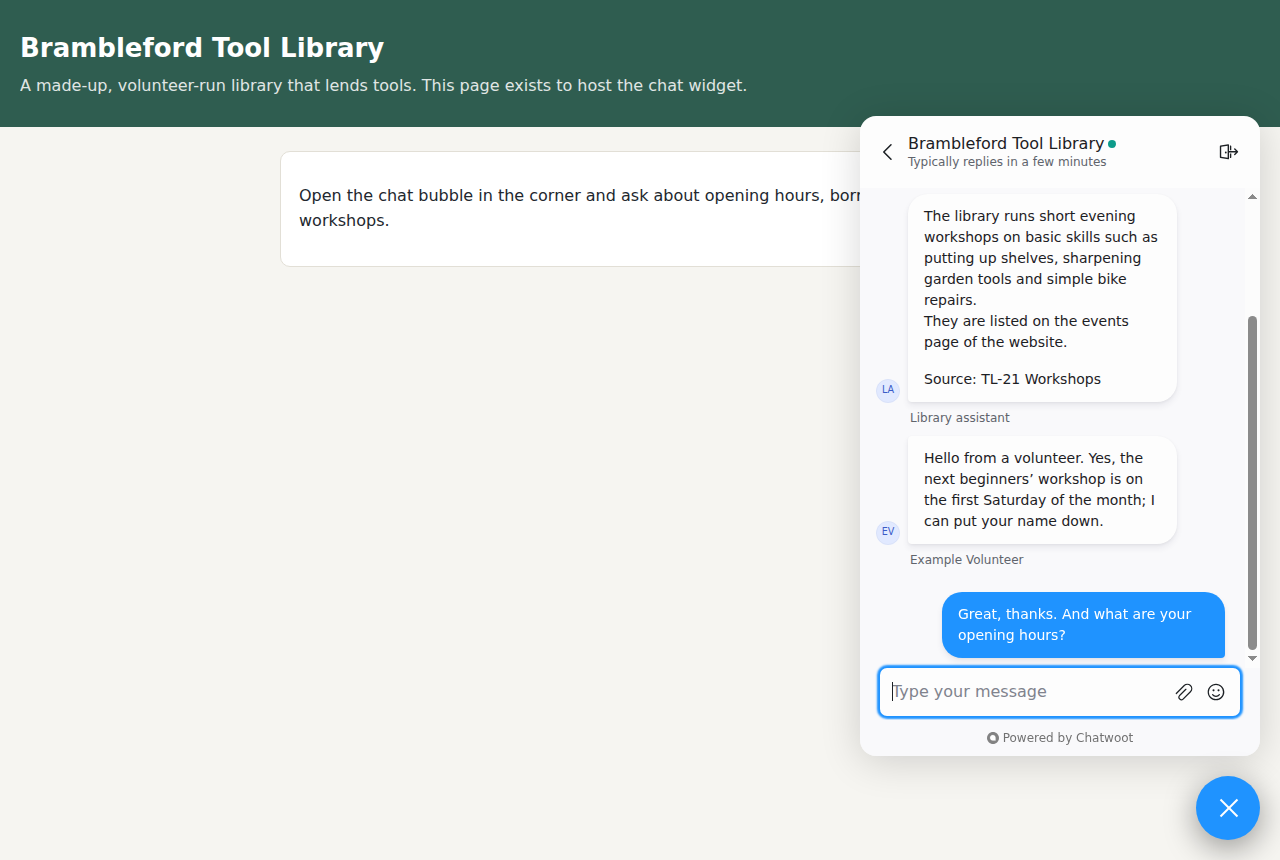 Brambleford Tool Library
A made-up, volunteer-run library that lends tools. This page exists to host the chat widget.
Open the chat bubble in the corner and ask about opening hours,
workshops.
Brambleford Tool Library
Typically replies in a few minutes
The library runs short evening
workshops on basic skills such as
putting up shelves, sharpening
garden tools and simple bike
repairs.
They are listed on the events
page of the website.
Source: TL-21 Workshops
LA
Library assistant
Hello from a volunteer. Yes, the
next beginners’ workshop is on
the first Saturday of the month; I
can put your name down.
EV
Example Volunteer
Great, thanks. And what are your
opening hours?
Type your message
Powered by Chatwoot